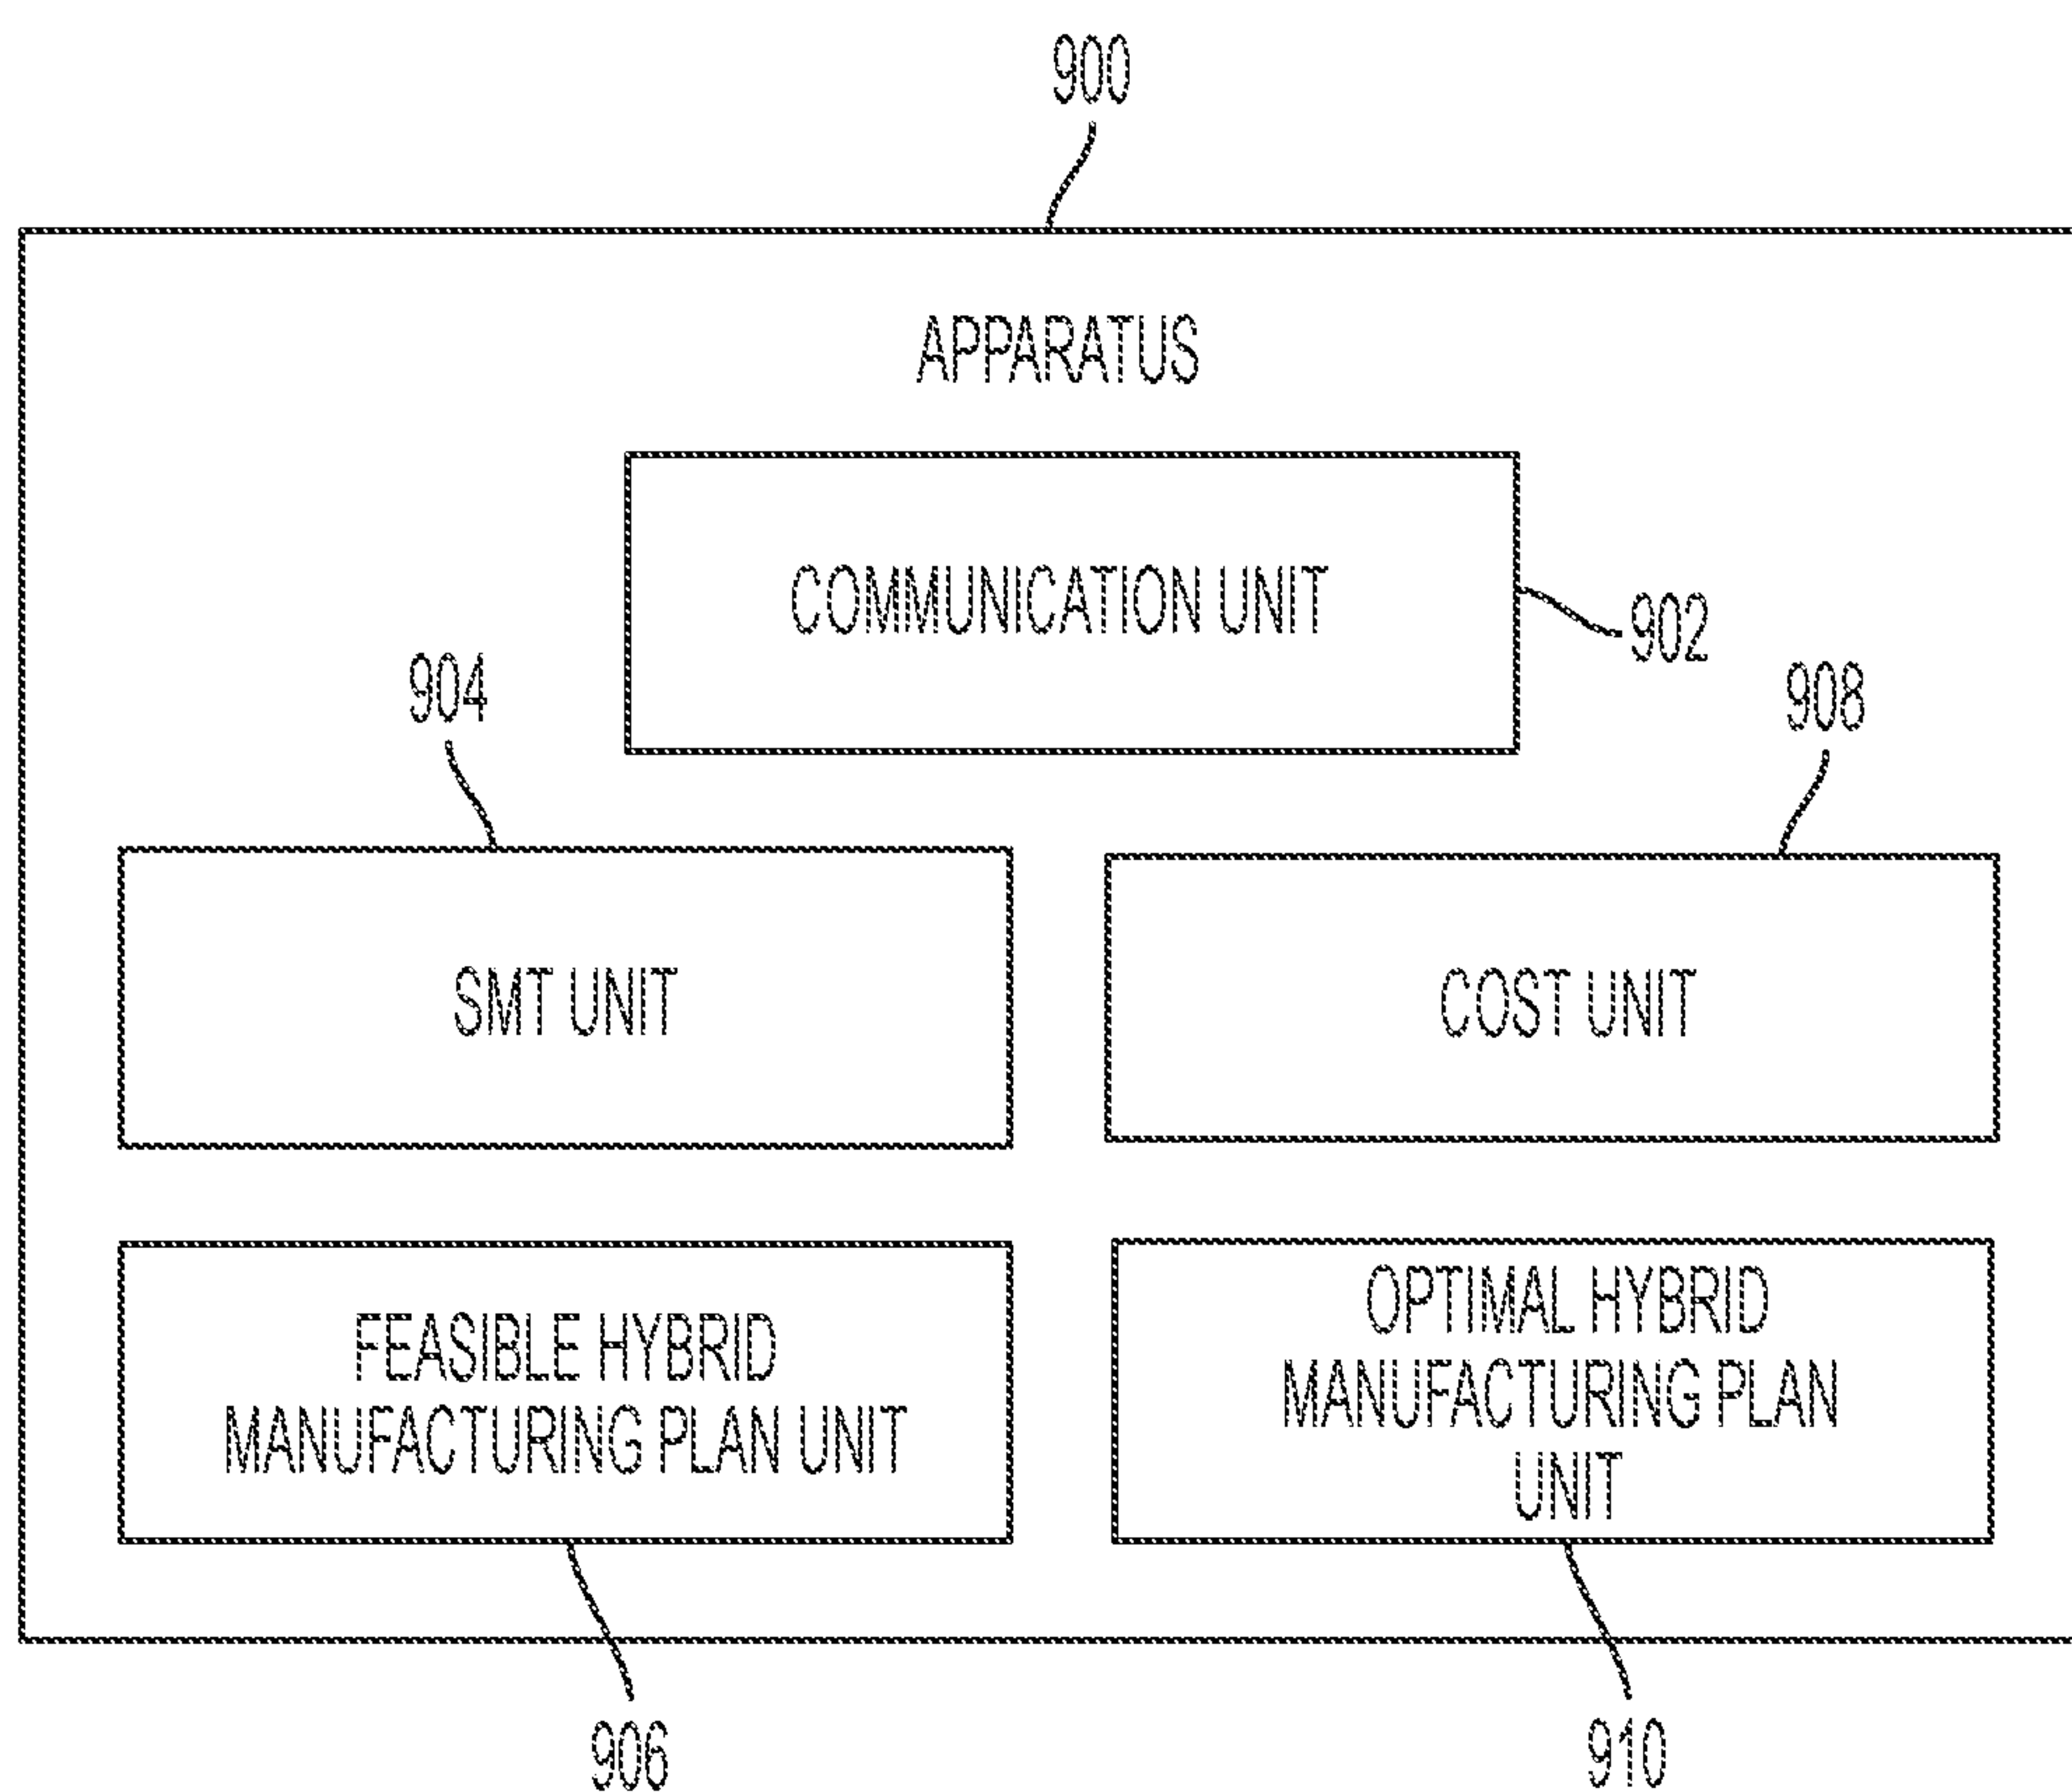 900
APPARATUS
COMMUNICATION UNIT
902
904
908
SMT UNIT
COST UNIT
FEASIBLE HYBRID
MANUFACTURING PLAN UNIT
OPTIMAL HYBRID
MANUFACTURING PLAN
UNIT
906
910